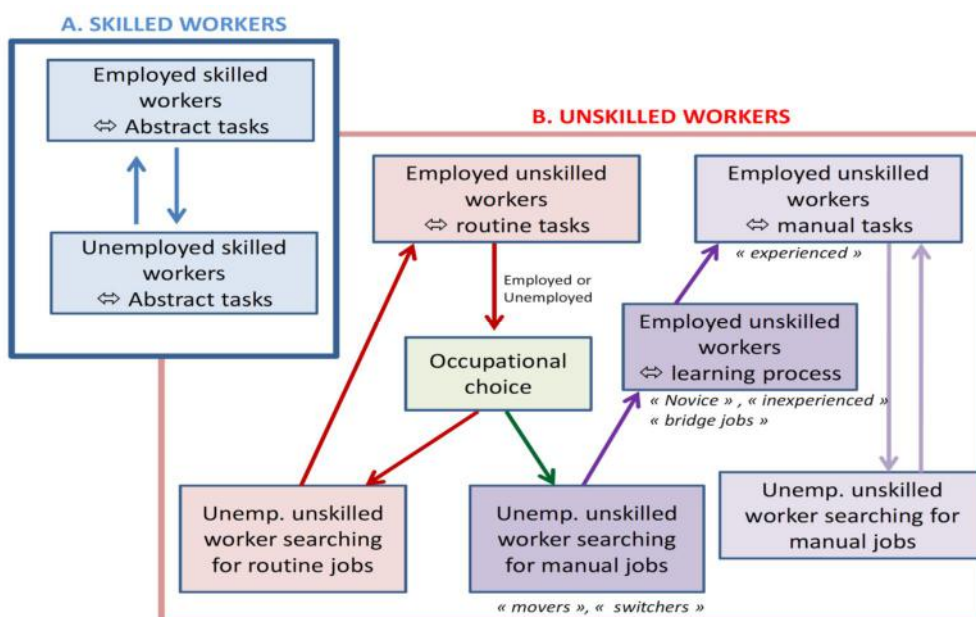 A. SKILLED WORKERS
Employed skilled
workers
⇔ Abstract tasks
Unemployed skilled
workers
⇔ Abstract tasks
B. UNSKILLED WORKERS
Employed unskilled
workers
⇔ routine tasks
Employed or
Unemployed
Occupational
choice
Unemp. unskilled
worker searching
for routine jobs
Unemp. unskilled
worker searching
for manual jobs
« movers », « switchers »
Employed unskilled
workers
⇔ learning process
« Novice » , « inexperienced »
« bridge jobs »
Employed unskilled
workers
⇔ manual tasks
« experienced »
Unemp. unskilled
worker searching for
manual jobs